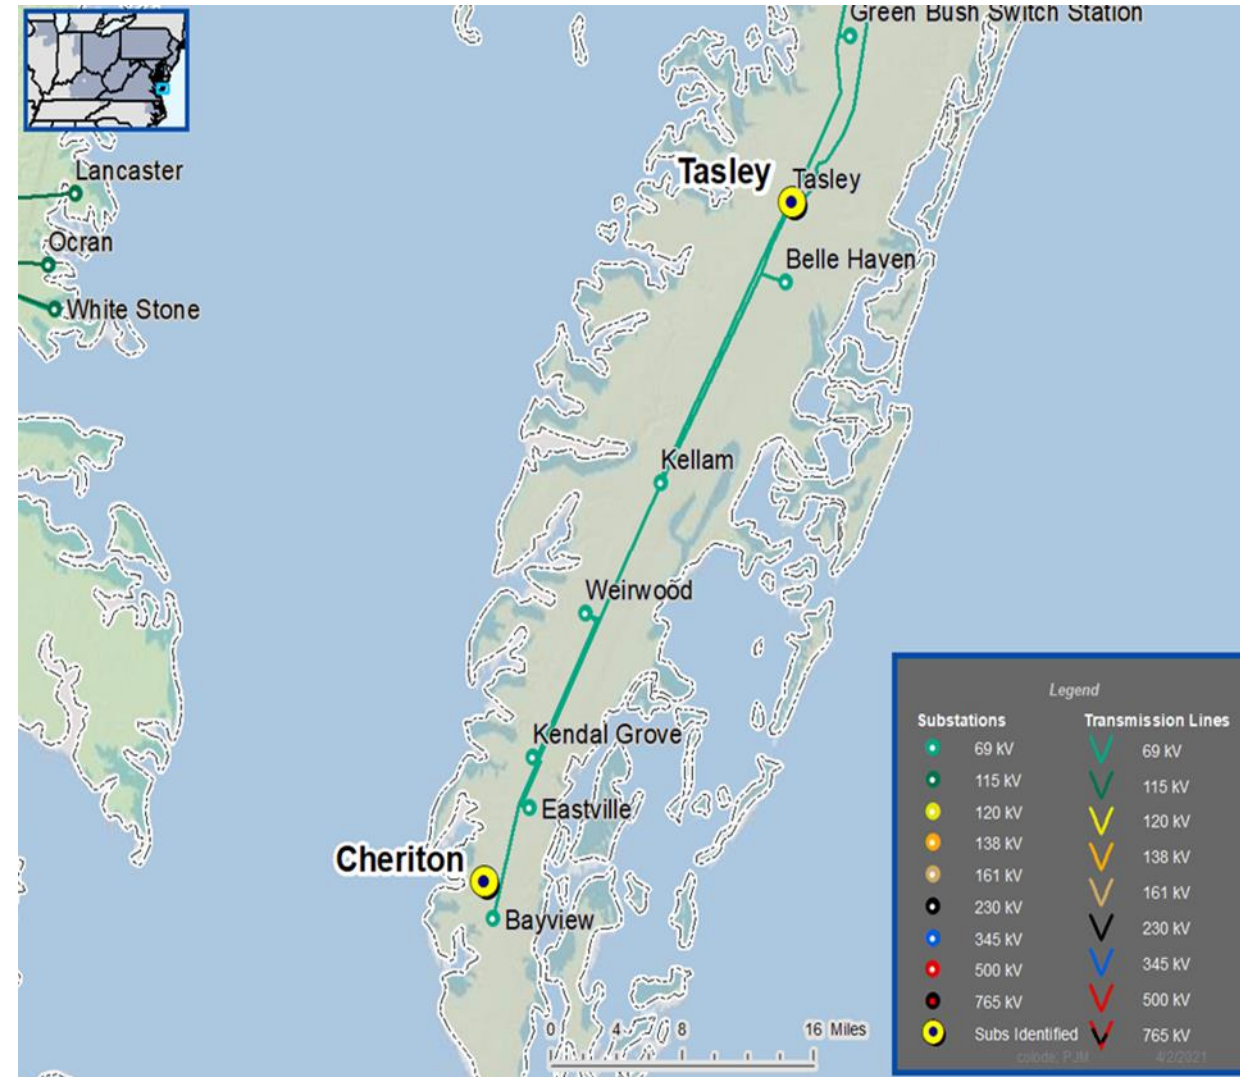 Green Bush Switch Station
Lancaster
Tasley
Tasley
Ocran
Belle Haven
White Stone
Kellam
Weirwood
Kendal Grove
Eastville
Cheriton
Bayview
0 4 8 16 Miles
Legend
Substations
69 kV
115 kV
120 kV
138 kV
161 kV
230 kV
345 kV
500 kV
765 kV
Subs Identified
Transmission Lines
69 kV
115 kV
120 kV
138 kV
161 kV
230 kV
345 kV
500 kV
765 kV
4/2/2021